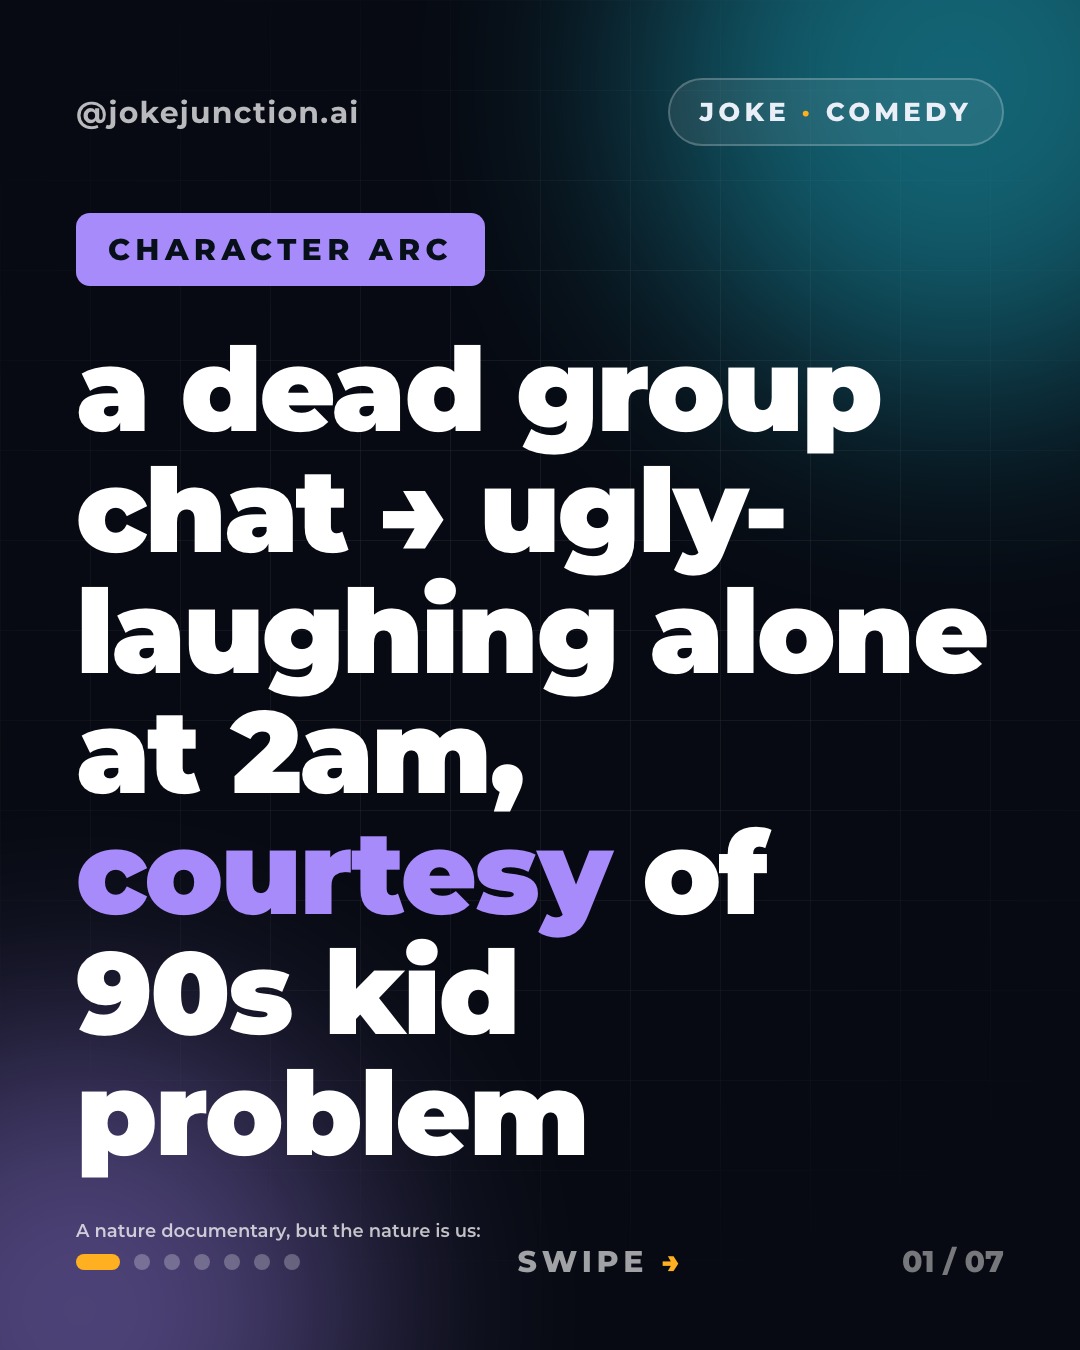 @jokejunction.ai
JOKE · COMEDY
CHARACTER ARC
a dead group
chat → ugly-
laughing alone
at 2am,
courtesy of
90s kid
problem
A nature documentary, but the nature is us:
SWIPE →
01 / 07